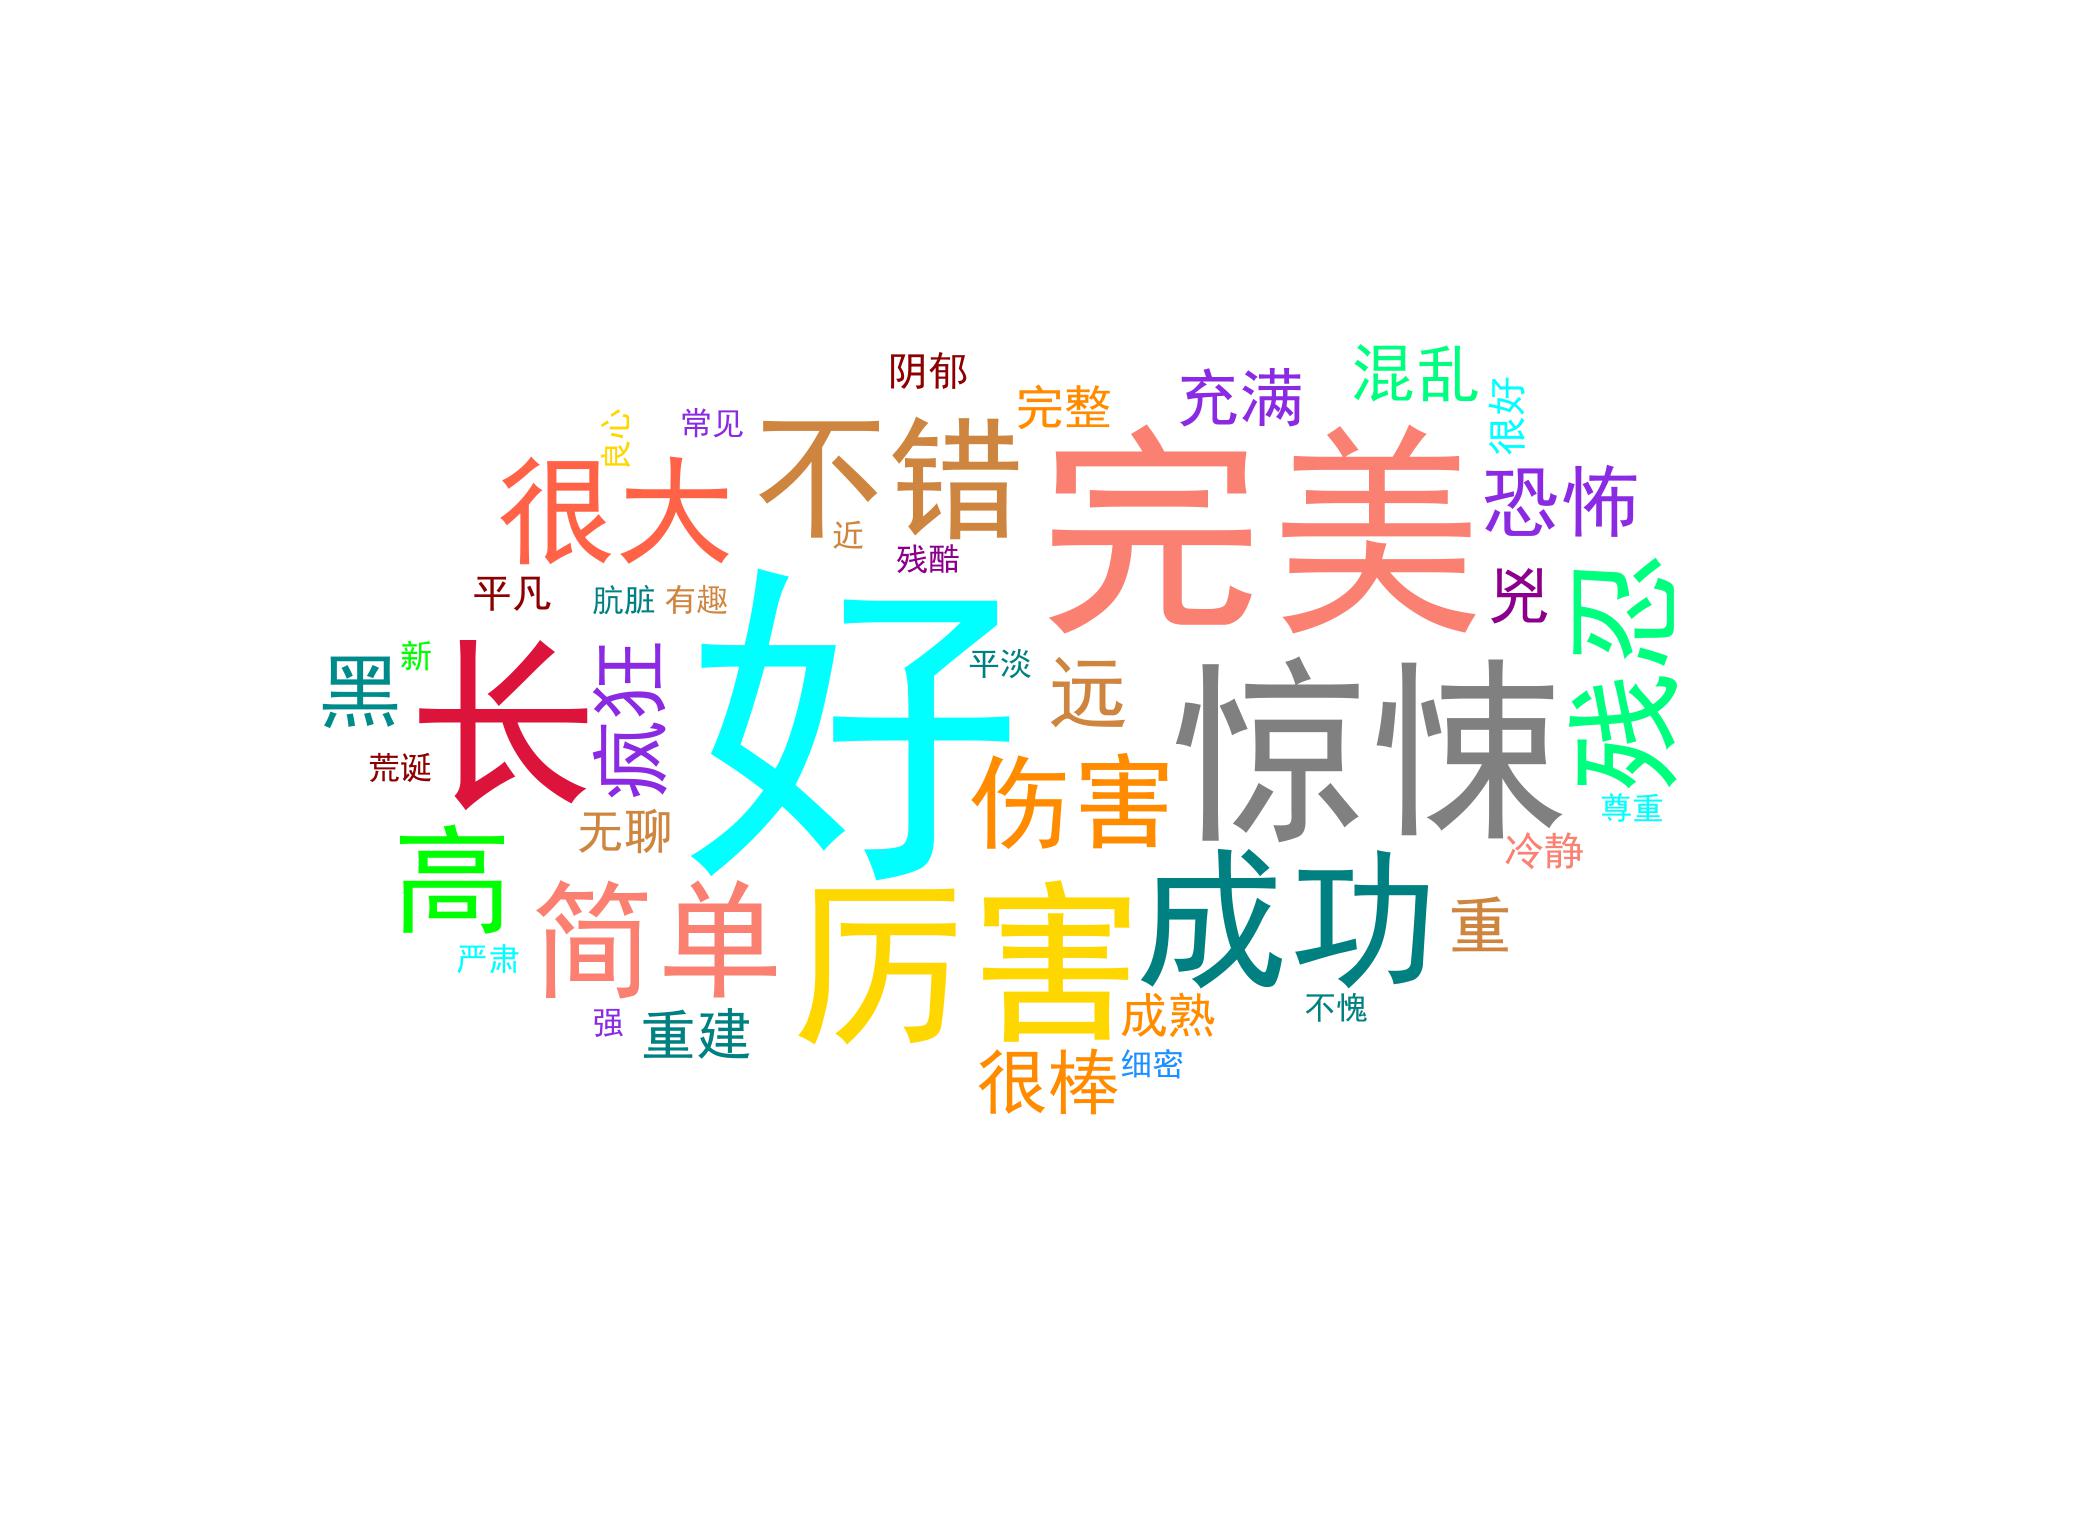 阴郁
混乱
充满
完整
很好
常见
良心
不错
完美
很大
恐怖
近
残酷
平凡
肮脏
有趣
兇
残忍
好
新
黑
长
疯狂
平淡
远
惊悚
荒诞
伤害
无聊
尊重
高
冷静
简单
厉害
成功
重
严肃
强
重建
成熟
不愧
很棒
细密